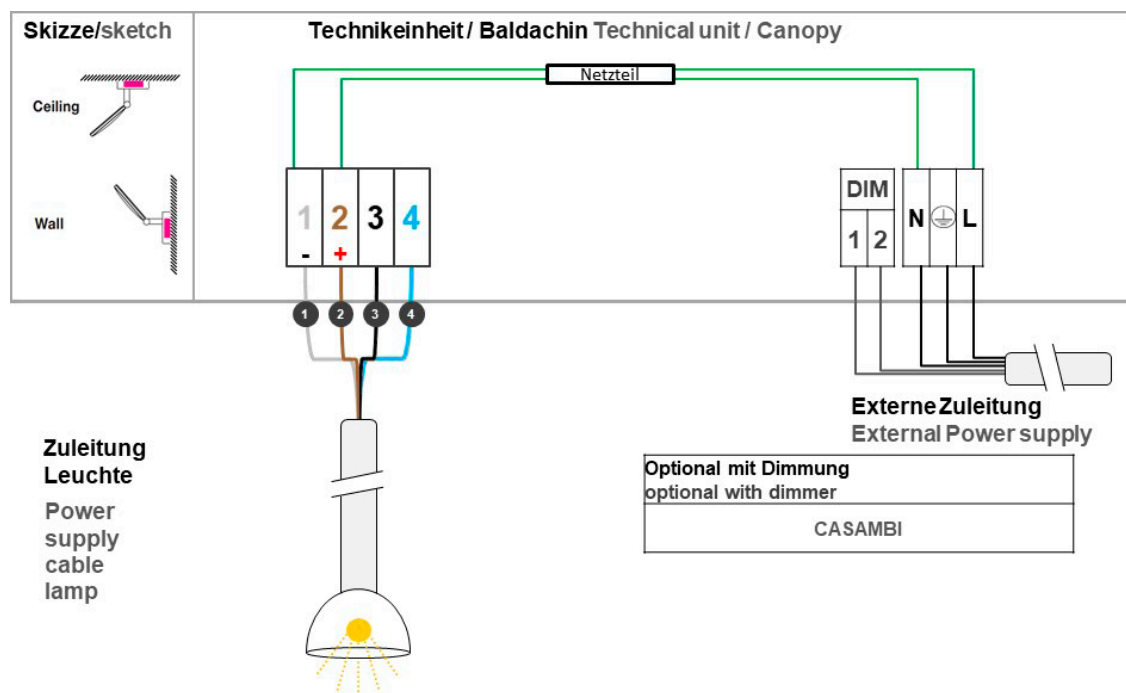 Skizze/sketch
Technikeinheit / Baldachin Technical unit / Canopy
Netzteil
Ceiling
Wall
1 2 3 4
- +
DIM
1 2
N L
1 2 3 4
Externe Zuleitung
External Power supply
Zuleitung
Leuchte
Power
supply
cable
lamp
Optional mit Dimmung
optional with dimmer
CASAMBI